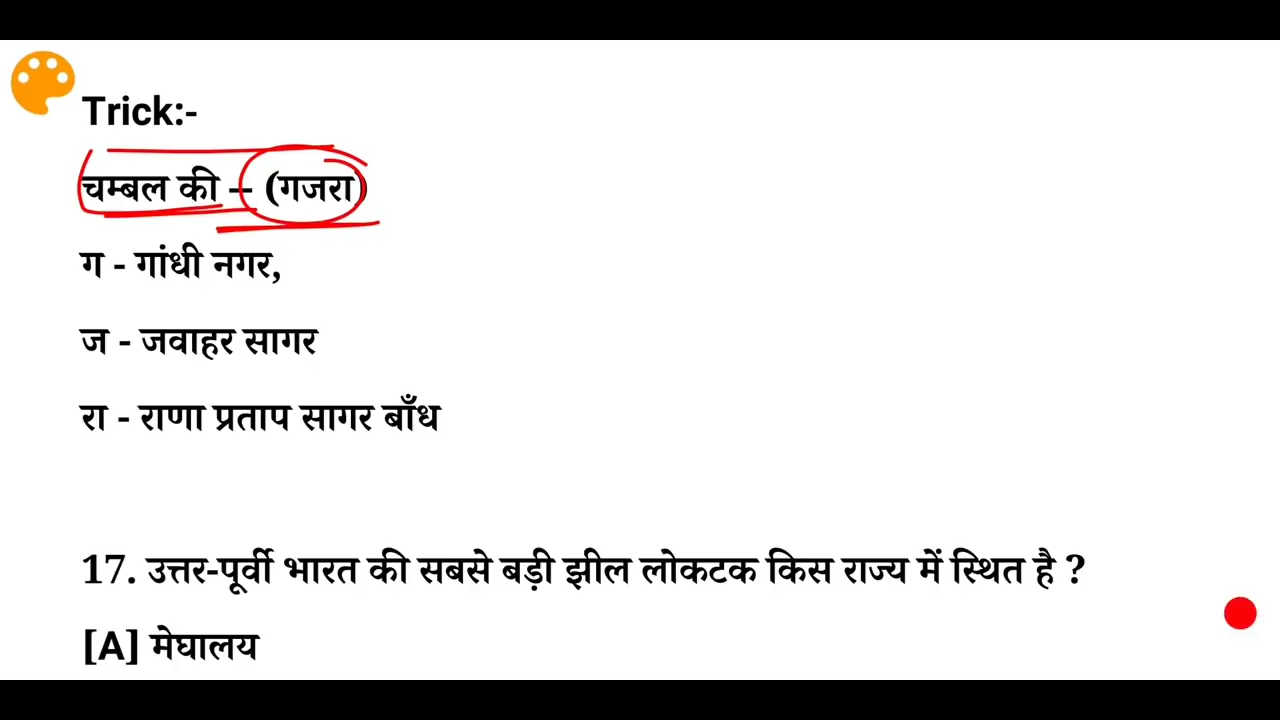 Trick:-
चम्बल की – (गजरा)
ग - गांधी नगर,
ज - जवाहर सागर
रा - राणा प्रताप सागर बाँध
17. उत्तर-पूर्वी भारत की सबसे बड़ी झील लोकटक किस राज्य में स्थित है ?
[A] मेघालय